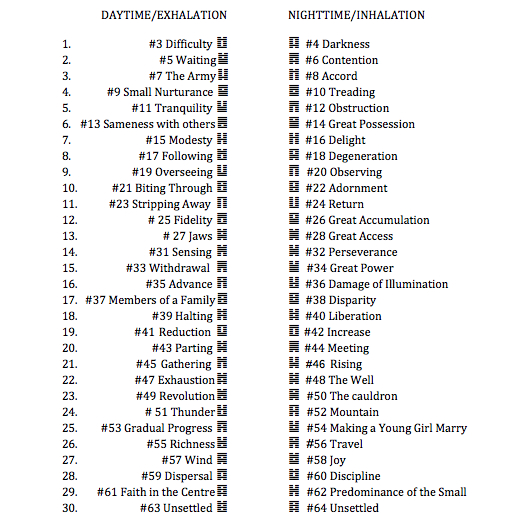 DAYTIME/EXHALATION NIGHTTIME/INHALATION
1. #3 Difficulty #4 Darkness
2. #5 Waiting #6 Contention
3. #7 The Army #8 Accord
4. #9 Small Nurturance #10 Treading
5. #11 Tranquility #12 Obstruction
6. #13 Sameness with others #14 Great Possession
7. #15 Modesty #16 Delight
8. #17 Following #18 Degeneration
9. #19 Overseeing #20 Observing
10. #21 Biting Through #22 Adornment
11. #23 Stripping Away #24 Return
12. # 25 Fidelity #26 Great Accumulation
13. # 27 Jaws #28 Great Access
14. #31 Sensing #32 Perseverance
15. #33 Withdrawal #34 Great Power
16. #35 Advance #36 Damage of Illumination
17. #37 Members of a Family #38 Disparity
18. #39 Halting #40 Liberation
19. #41 Reduction #42 Increase
20. #43 Parting #44 Meeting
21. #45 Gathering #46 Rising
22. #47 Exhaustion #48 The Well
23. #49 Revolution #50 The cauldron
24. # 51 Thunder #52 Mountain
25. #53 Gradual Progress #54 Making a Young Girl Marry
26. #55 Richness #56 Travel
27. #57 Wind #58 Joy
28. #59 Dispersal #60 Discipline
29. #61 Faith in the Centre #62 Predominance of the Small
30. #63 Unsettled #64 Unsettled